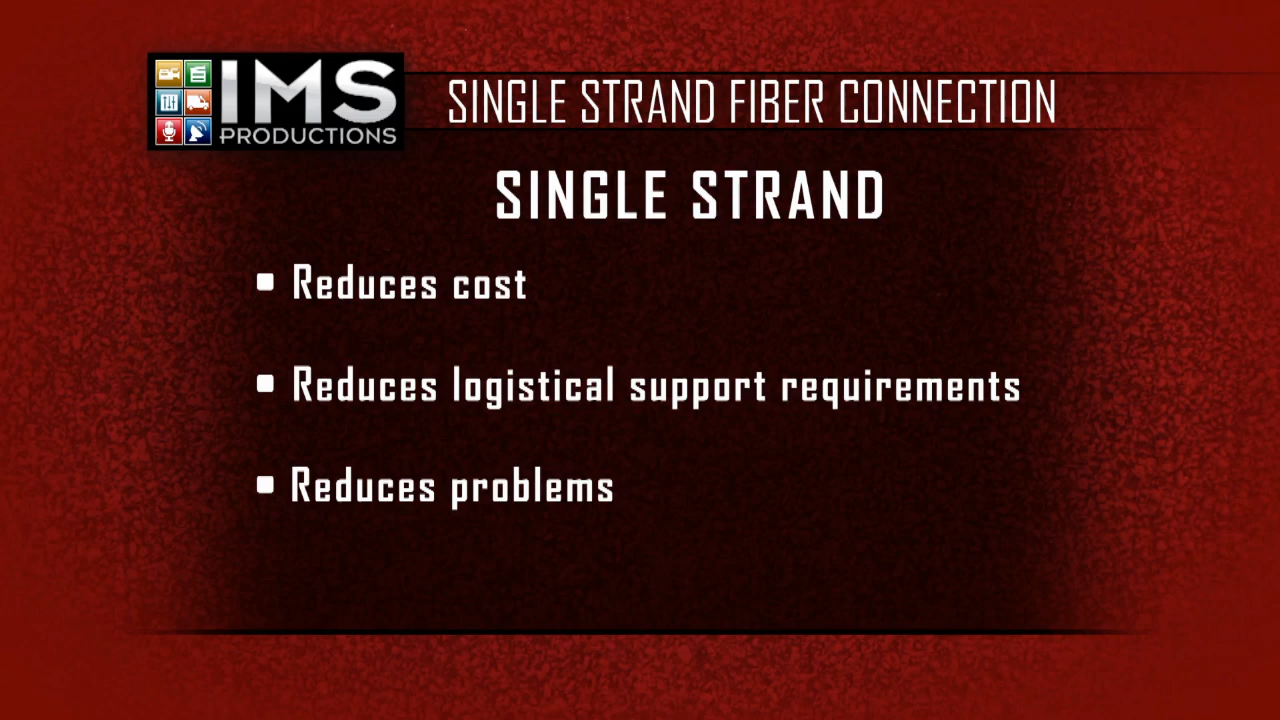 IMS
PRODUCTIONS
SINGLE STRAND FIBER CONNECTION
SINGLE STRAND
▪ Reduces cost
▪ Reduces logistical support requirements
▪ Reduces problems